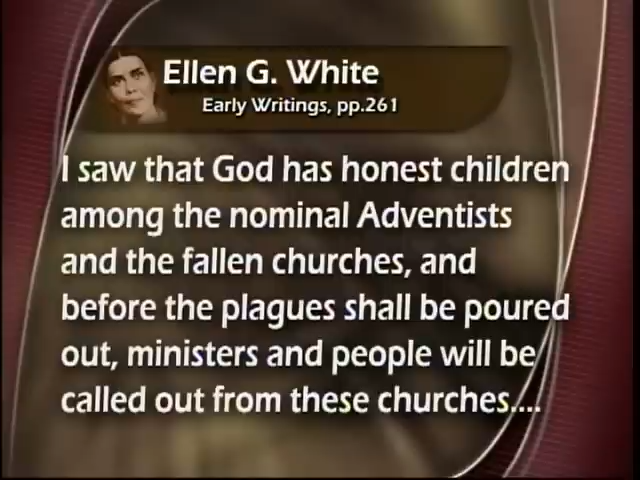 Ellen G. White
Early Writings, pp.261
I saw that God has honest children
among the nominal Adventists
and the fallen churches, and
before the plagues shall be poured
out, ministers and people will be
called out from these churches....